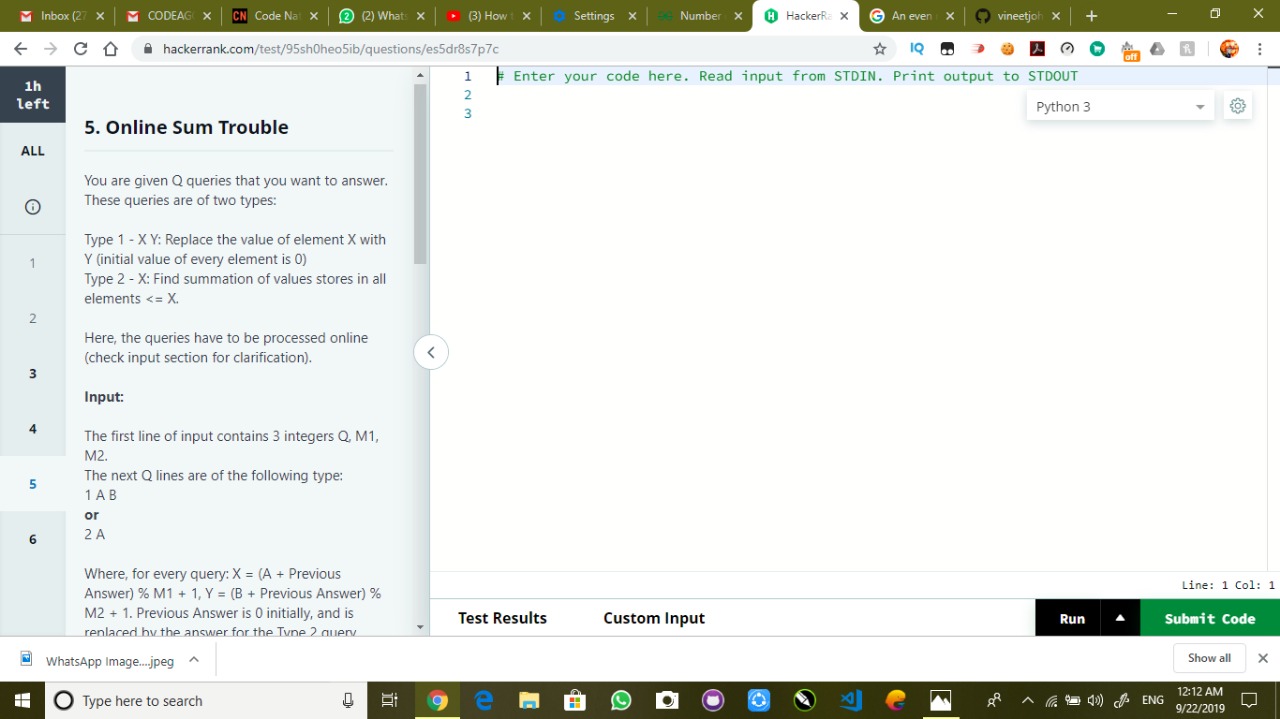 Inbox (27
CODEAG
Code Nat
(2) Whats
(3) How t
Settings
Number
HackerRa
An even
vineetjoh
hackerrank.com/test/95sh0heo5ib/questions/es5dr8s7p7c
IQ
off
1h
left
ALL
1
2
3
4
5
6
5. Online Sum Trouble
You are given Q queries that you want to answer.
These queries are of two types:
Type 1 - X Y: Replace the value of element X with
Y (initial value of every element is 0)
Type 2 - X: Find summation of values stores in all
elements <= X.
Here, the queries have to be processed online
(check input section for clarification).
Input:
The first line of input contains 3 integers Q, M1,
M2.
The next Q lines are of the following type:
1 A B
or
2 A
Where, for every query: X = (A + Previous
Answer) % M1 + 1, Y = (B + Previous Answer) %
M2 + 1. Previous Answer is 0 initially, and is
replaced by the answer for the Type 2 query
1 # Enter your code here. Read input from STDIN. Print output to STDOUT
2
3
Python 3
Line: 1 Col: 1
Test Results
Custom Input
Run
Submit Code
WhatsApp Image....jpeg
Show all
Type here to search
ENG
12:12 AM
9/22/2019